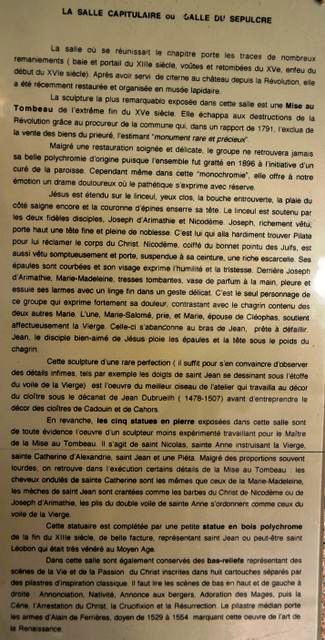 LA SALLE CAPITULAIRE ou SALLE DU SEPULCRE
La salle où se réunissait le chapitre porte les traces de nombreux
remaniements ( baie et portail du XIIIe siècle, voûtes et retombées du XVe, enfeu du
début du XVIe siècle). Après avoir servi de citerne au château depuis la Révolution, elle
a été récemment restaurée et organisée en musée lapidaire.
La sculpture la plus remarquable exposée dans cette salle est une Mise au
Tombeau de l'extrême fin du XVe siècle. Elle échappa aux destructions de la
Révolution grâce au procureur de la commune qui, dans un rapport de 1791, l'exclua de
la vente des biens du prieuré, l'estimant "monument rare et précieux"
Malgré une restauration soignée et délicate, le groupe ne retrouvera jamais
sa belle polychromie d'origine puisque l'ensemble fut gratté en 1896 à l'initiative d'un
curé de la paroisse. Cependant même dans cette "monochromie", elle offre à notre
émotion un drame douloureux où le pathétique s'exprime avec réserve.
Jésus est étendu sur le linceul, yeux clos, la bouche entrouverte, la plaie du
côté saigne encore et la couronne d'épines enserre sa tête. Le linceul est soutenu par
les deux fidèles disciples, Joseph d'Arimathie et Nicodème. Joseph, richement vêtu,
porte haut une tête fine et pleine de noblesse. C'est lui qui alla hardiment trouver Pilate
pour lui réclamer le corps du Christ. Nicodème, coiffé du bonnet pointu des Juifs, est
aussi vêtu somptueusement et porte, suspendue à sa ceinture, une riche escarcelle. Ses
épaules sont courbées et son visage exprime l'humilité et la tristesse. Derrière Joseph
d'Arimathie, Marie-Madeleine, tresses tombantes, vase de parfum à la main, pleure et
essuie ses larmes avec un linge fin dans un geste délicat. C'est le seul personnage de
ce groupe qui exprime fortement sa douleur, contrastant avec le chagrin contenu des
deux autres Marie. L'une, Marie-Salomé, prie, et Marie, épouse de Cléophas, soutient
affectueusement la Vierge. Celle-ci s'abandonne au bras de Jean, prête à défaillir.
Jean, le disciple bien-aimé de Jésus ploie les épaules et la tête sous le poids du
chagrin.
Cette sculpture d'une rare perfection ( il suffit pour s'en convaincre d'observer
des détails infimes, tels par exemple les doigts de saint Jean se dessinant sous l'étoffe
du voile de la Vierge) est l'oeuvre du meilleur ciseau de l'atelier qui travailla au décor
du cloître sous le décanat de Jean Dubrueilh ( 1478-1507) avant d'entreprendre le
décor des cloîtres de Cadouin et de Cahors.
En revanche, les cinq statues en pierre exposées dans cette salle sont
de toute évidence l'oeuvre d'un sculpteur moins expérimenté travaillant pour le Maître
de la Mise au Tombeau. Il s'agit de saint Nicolas, sainte Anne instruisant la Vierge,
sainte Catherine d'Alexandrie, saint Jean et une Piéta. Malgré des proportions souvent
lourdes, on retrouve dans l'exécution certains détails de la Mise au Tombeau : les
cheveux ondulés de sainte Catherine sont les mêmes que ceux de la Marie-Madeleine,
les mèches de saint Jean sont crantées comme les barbes du Christ de Nicodème ou de
Joseph d'Arimathie, les plis du double voile de sainte Anne s'ordonnent comme ceux du
voile de la Vierge.
Cette statuaire est complétée par une petite statue en bois polychrome
de la fin du XIIIe siècle, de belle facture, représentant saint Jean ou peut-être saint
Léobon qui était très vénéré au Moyen Age.
Dans cette salle sont également conservés des bas-reliefs représentant des
scènes de la Vie et de la Passion du Christ inscrites dans huit cartouches séparés par
des pilastres d'inspiration classique. Il faut lire les scènes de bas en haut et de gauche à
droite : Annonciation, Nativité, Annonce aux bergers, Adoration des Mages, puis la
Cène, l'Arrestation du Christ, la Crucifixion et la Résurrection. Le pilastre médian porte
les armes d'Alain de Ferrières, doyen de 1529 à 1554 marquant cette oeuvre de l'art de
la Renaissance.